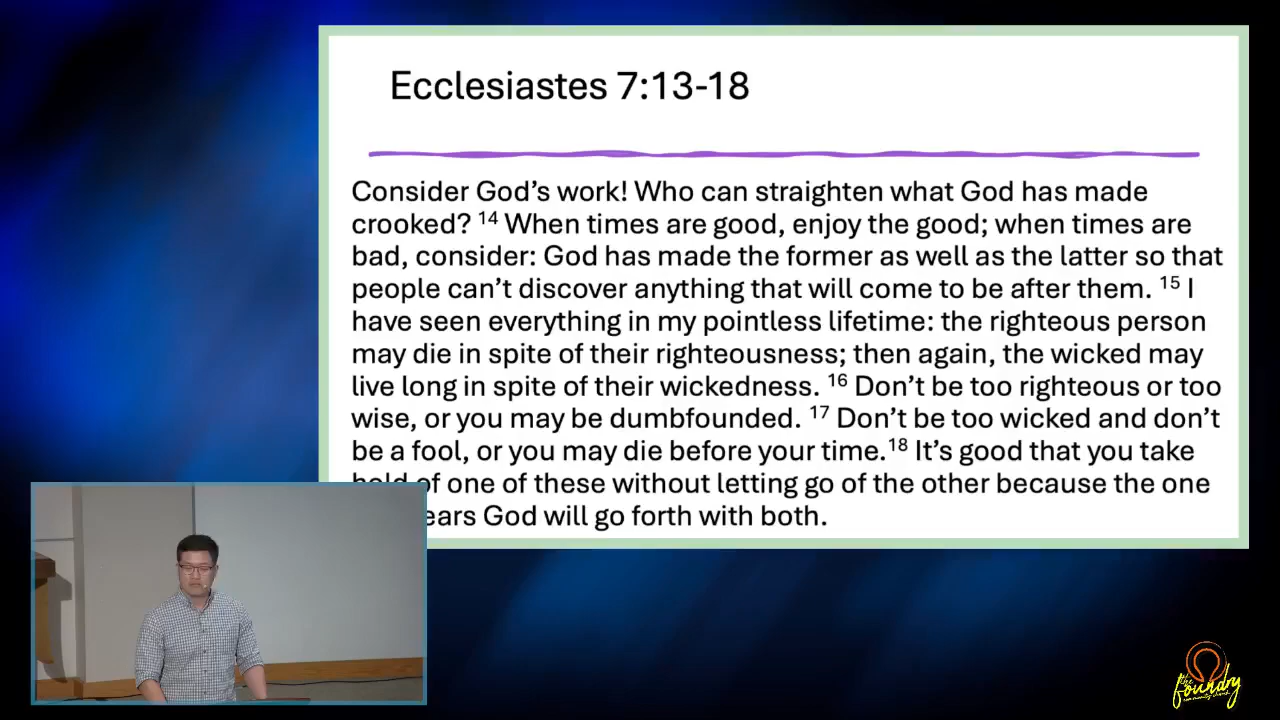 Ecclesiastes 7:13-18
Consider God’s work! Who can straighten what God has made
crooked? 14 When times are good, enjoy the good; when times are
bad, consider: God has made the former as well as the latter so that
people can’t discover anything that will come to be after them. 15 I
have seen everything in my pointless lifetime: the righteous person
may die in spite of their righteousness; then again, the wicked may
live long in spite of their wickedness. 16 Don’t be too righteous or too
wise, or you may be dumbfounded. 17 Don’t be too wicked and don’t
be a fool, or you may die before your time.18 It’s good that you take
hold of one of these without letting go of the other because the one
ears God will go forth with both.
the
foundry